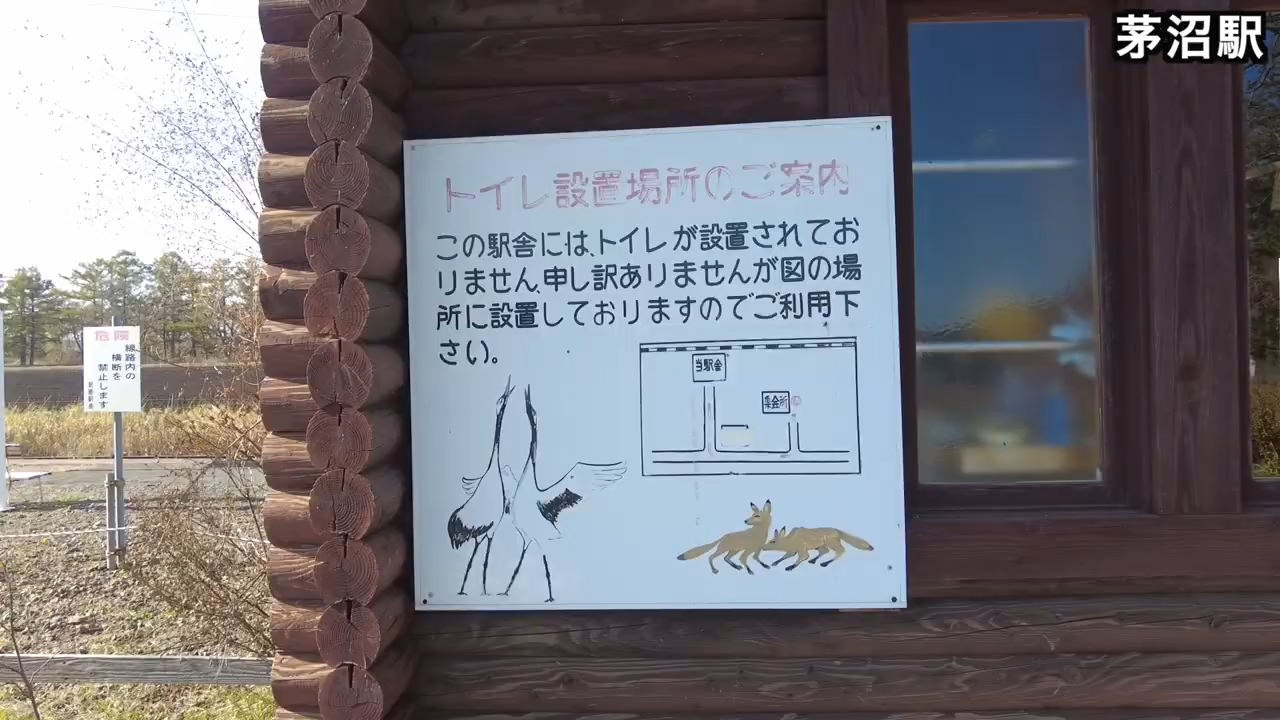 茅沼駅
トイレ設置場所のご案内
この駅舎には、トイレが設置されてお
りません、申し訳ありませんが図の場
所に設置しておりますのでご利用下
さい。
当駅舎
集会所
危険
線路内の
横断を
禁止します